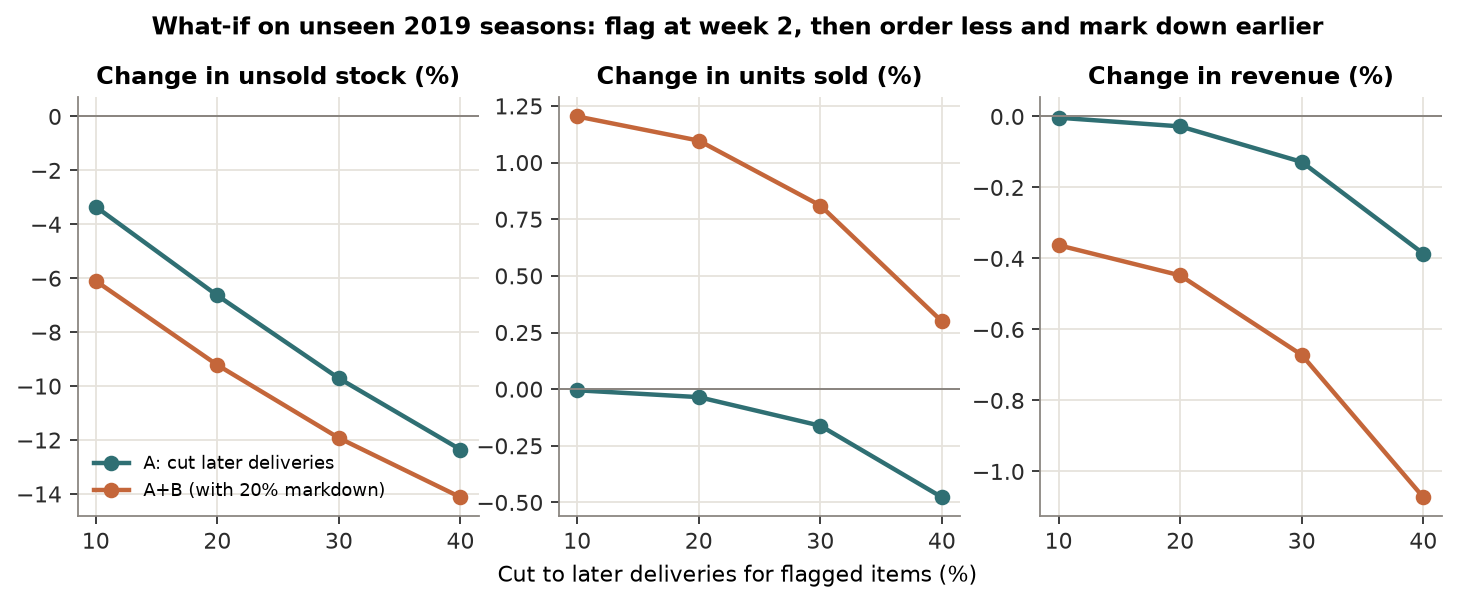 What-if on unseen 2019 seasons: flag at week 2, then order less and mark down earlier
Change in unsold stock (%)
0
−2
−4
−6
−8
−10
−12
−14
A: cut later deliveries
A+B (with 20% markdown)
10 20 30 40
Change in units sold (%)
1.25
1.00
0.75
0.50
0.25
0.00
−0.25
−0.50
10 20 30 40
Change in revenue (%)
0.0
−0.2
−0.4
−0.6
−0.8
−1.0
10 20 30 40
Cut to later deliveries for flagged items (%)